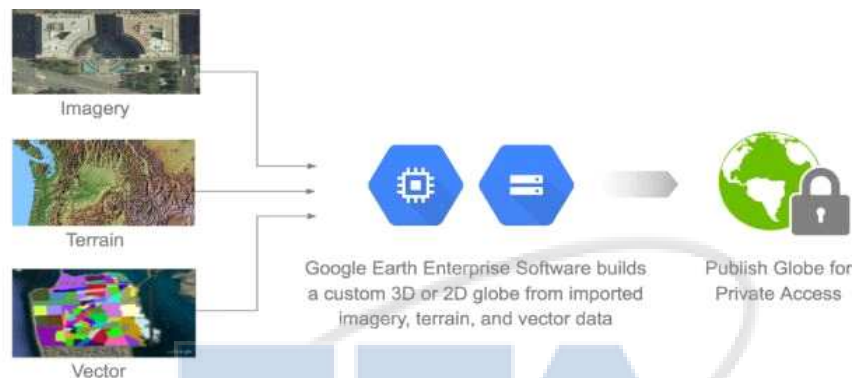 Imagery
Terrain
Vector
Google Earth Enterprise Software builds
a custom 3D or 2D globe from imported
imagery, terrain, and vector data
Publish Globe for
Private Access